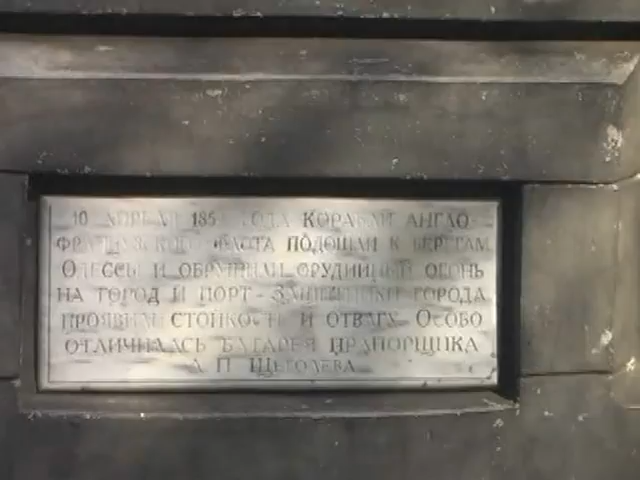 10 АПРЕЛЯ 185 ГОДА КОРАБЛИ АНГЛО-
ФРАНЦУЗСКОГО ФЛОТА ПОДОШЛИ К БЕРЕГАМ
ОДЕССЫ И ОБРУШИЛИ ОРУДИЙНЫЙ ОГОНЬ
НА ГОРОД И ПОРТ - ЗАЩИТНИКИ ГОРОДА
ПРОЯВИЛИ СТОЙКОСТЬ И ОТВАГУ ОСОБО
ОТЛИЧИЛАСЬ БАТАРЕЯ ПРАПОРЩИКА
А П ЩЕГОЛЕВА